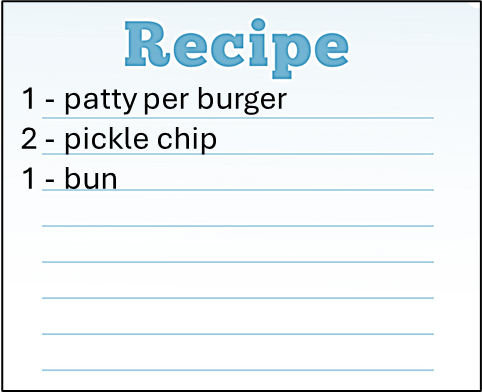 Recipe
1 - patty per burger
2 - pickle chip
1 - bun